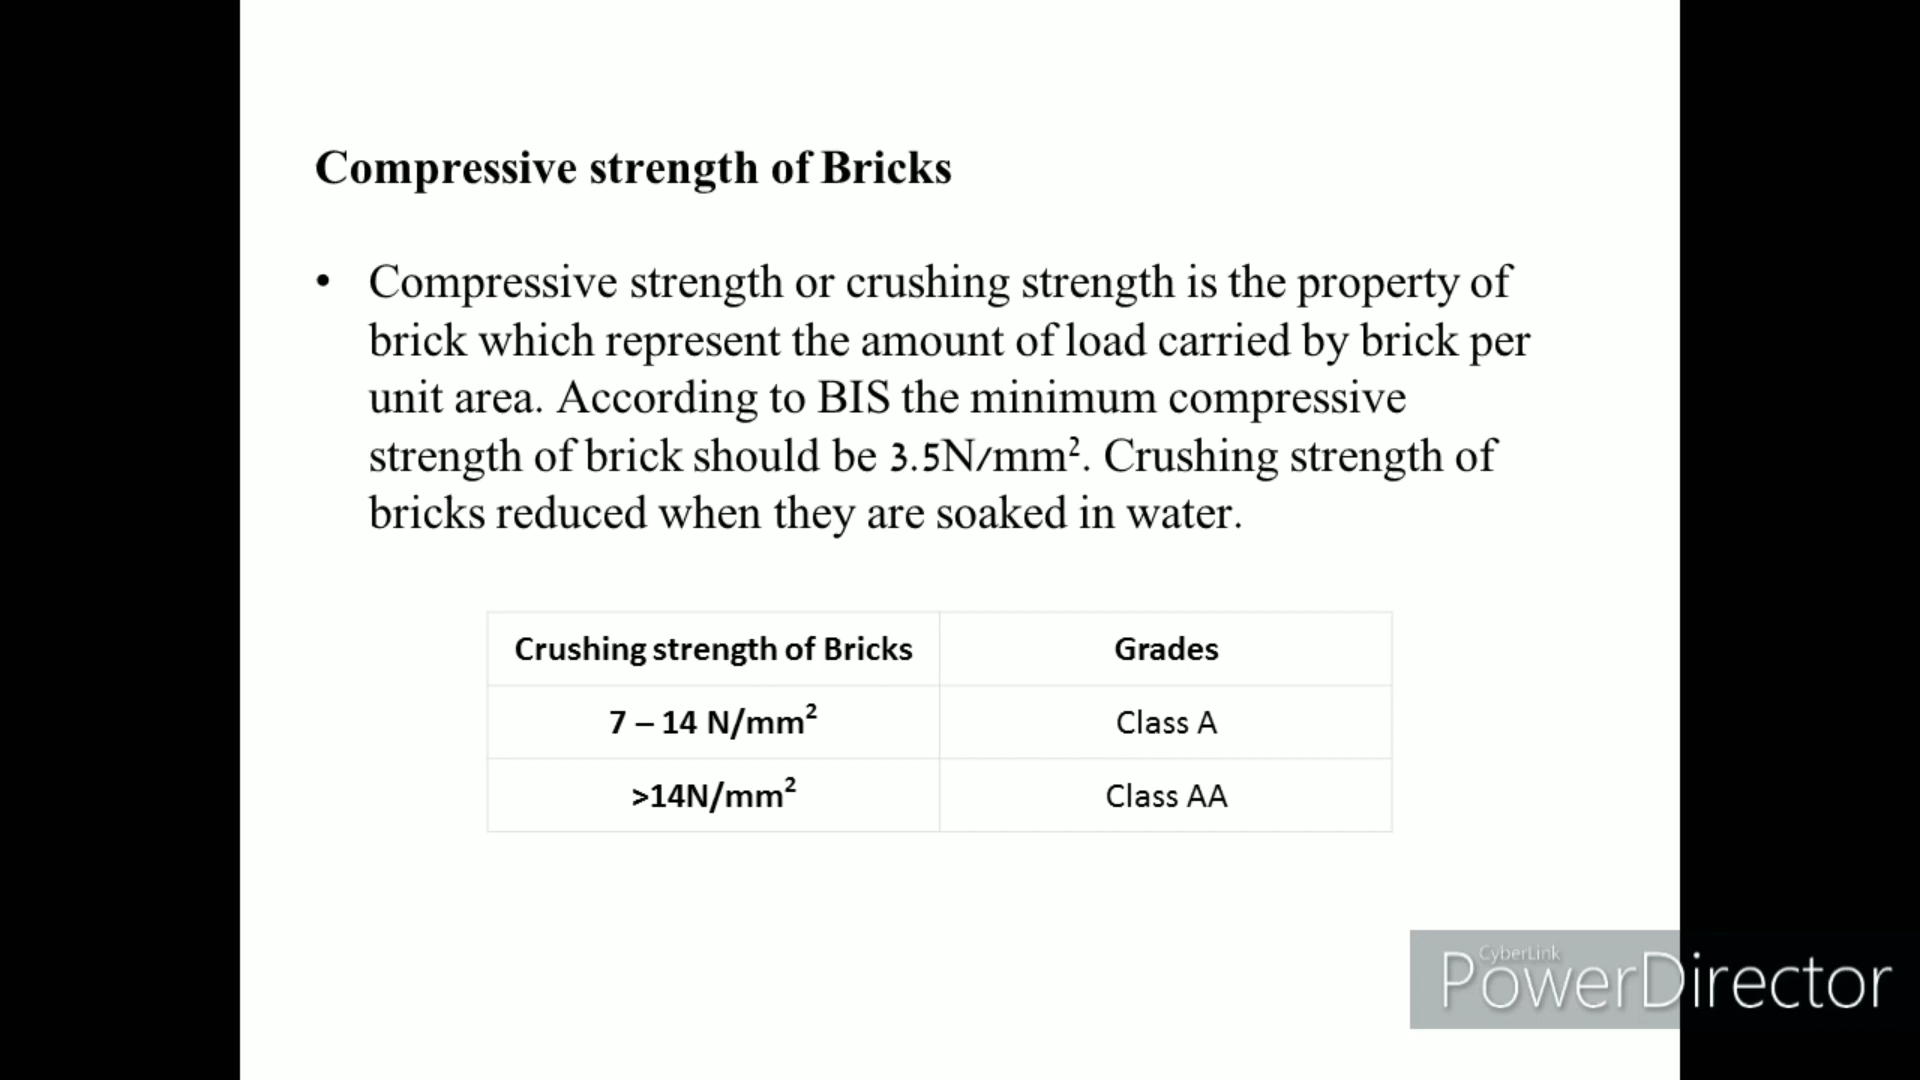 Compressive strength of Bricks
• Compressive strength or crushing strength is the property of
brick which represent the amount of load carried by brick per
unit area. According to BIS the minimum compressive
strength of brick should be 3.5N/mm². Crushing strength of
bricks reduced when they are soaked in water.
Crushing strength of Bricks Grades
7 – 14 N/mm² Class A
>14N/mm² Class AA
CyberLink
PowerDirector